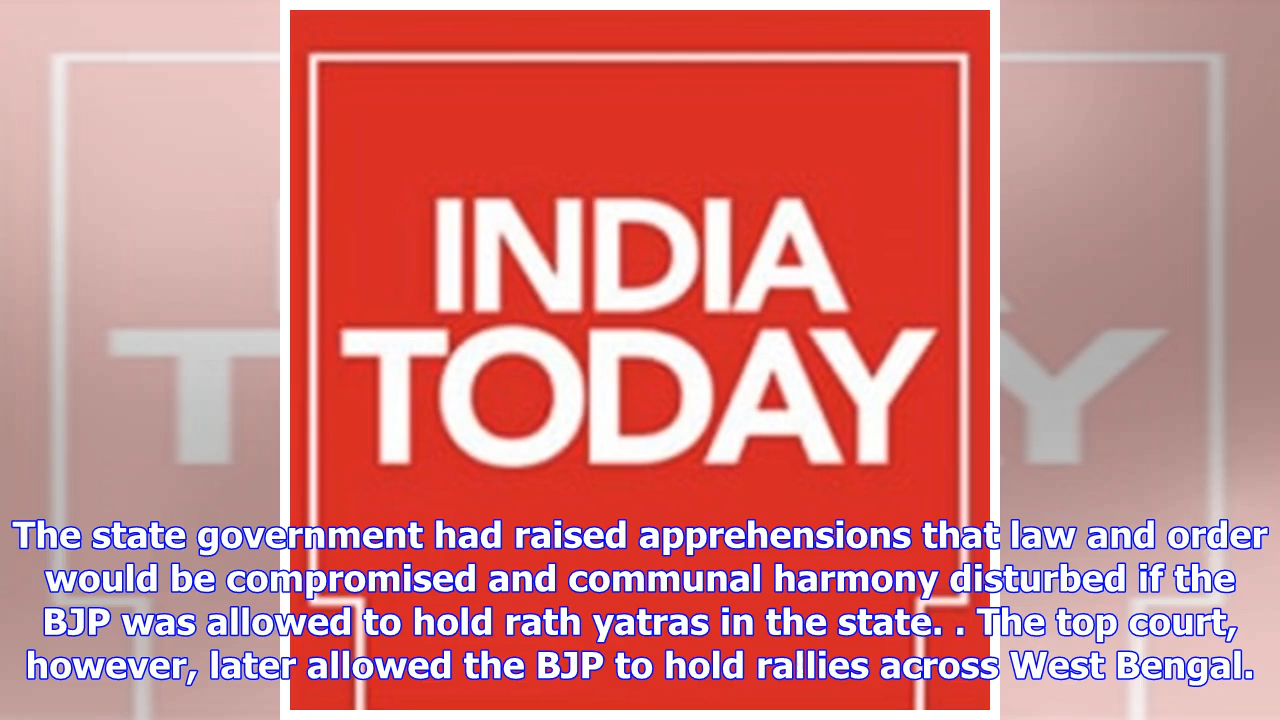 INDIA
TODAY
The state government had raised apprehensions that law and order
would be compromised and communal harmony disturbed if the
BJP was allowed to hold rath yatras in the state. . The top court,
however, later allowed the BJP to hold rallies across West Bengal.